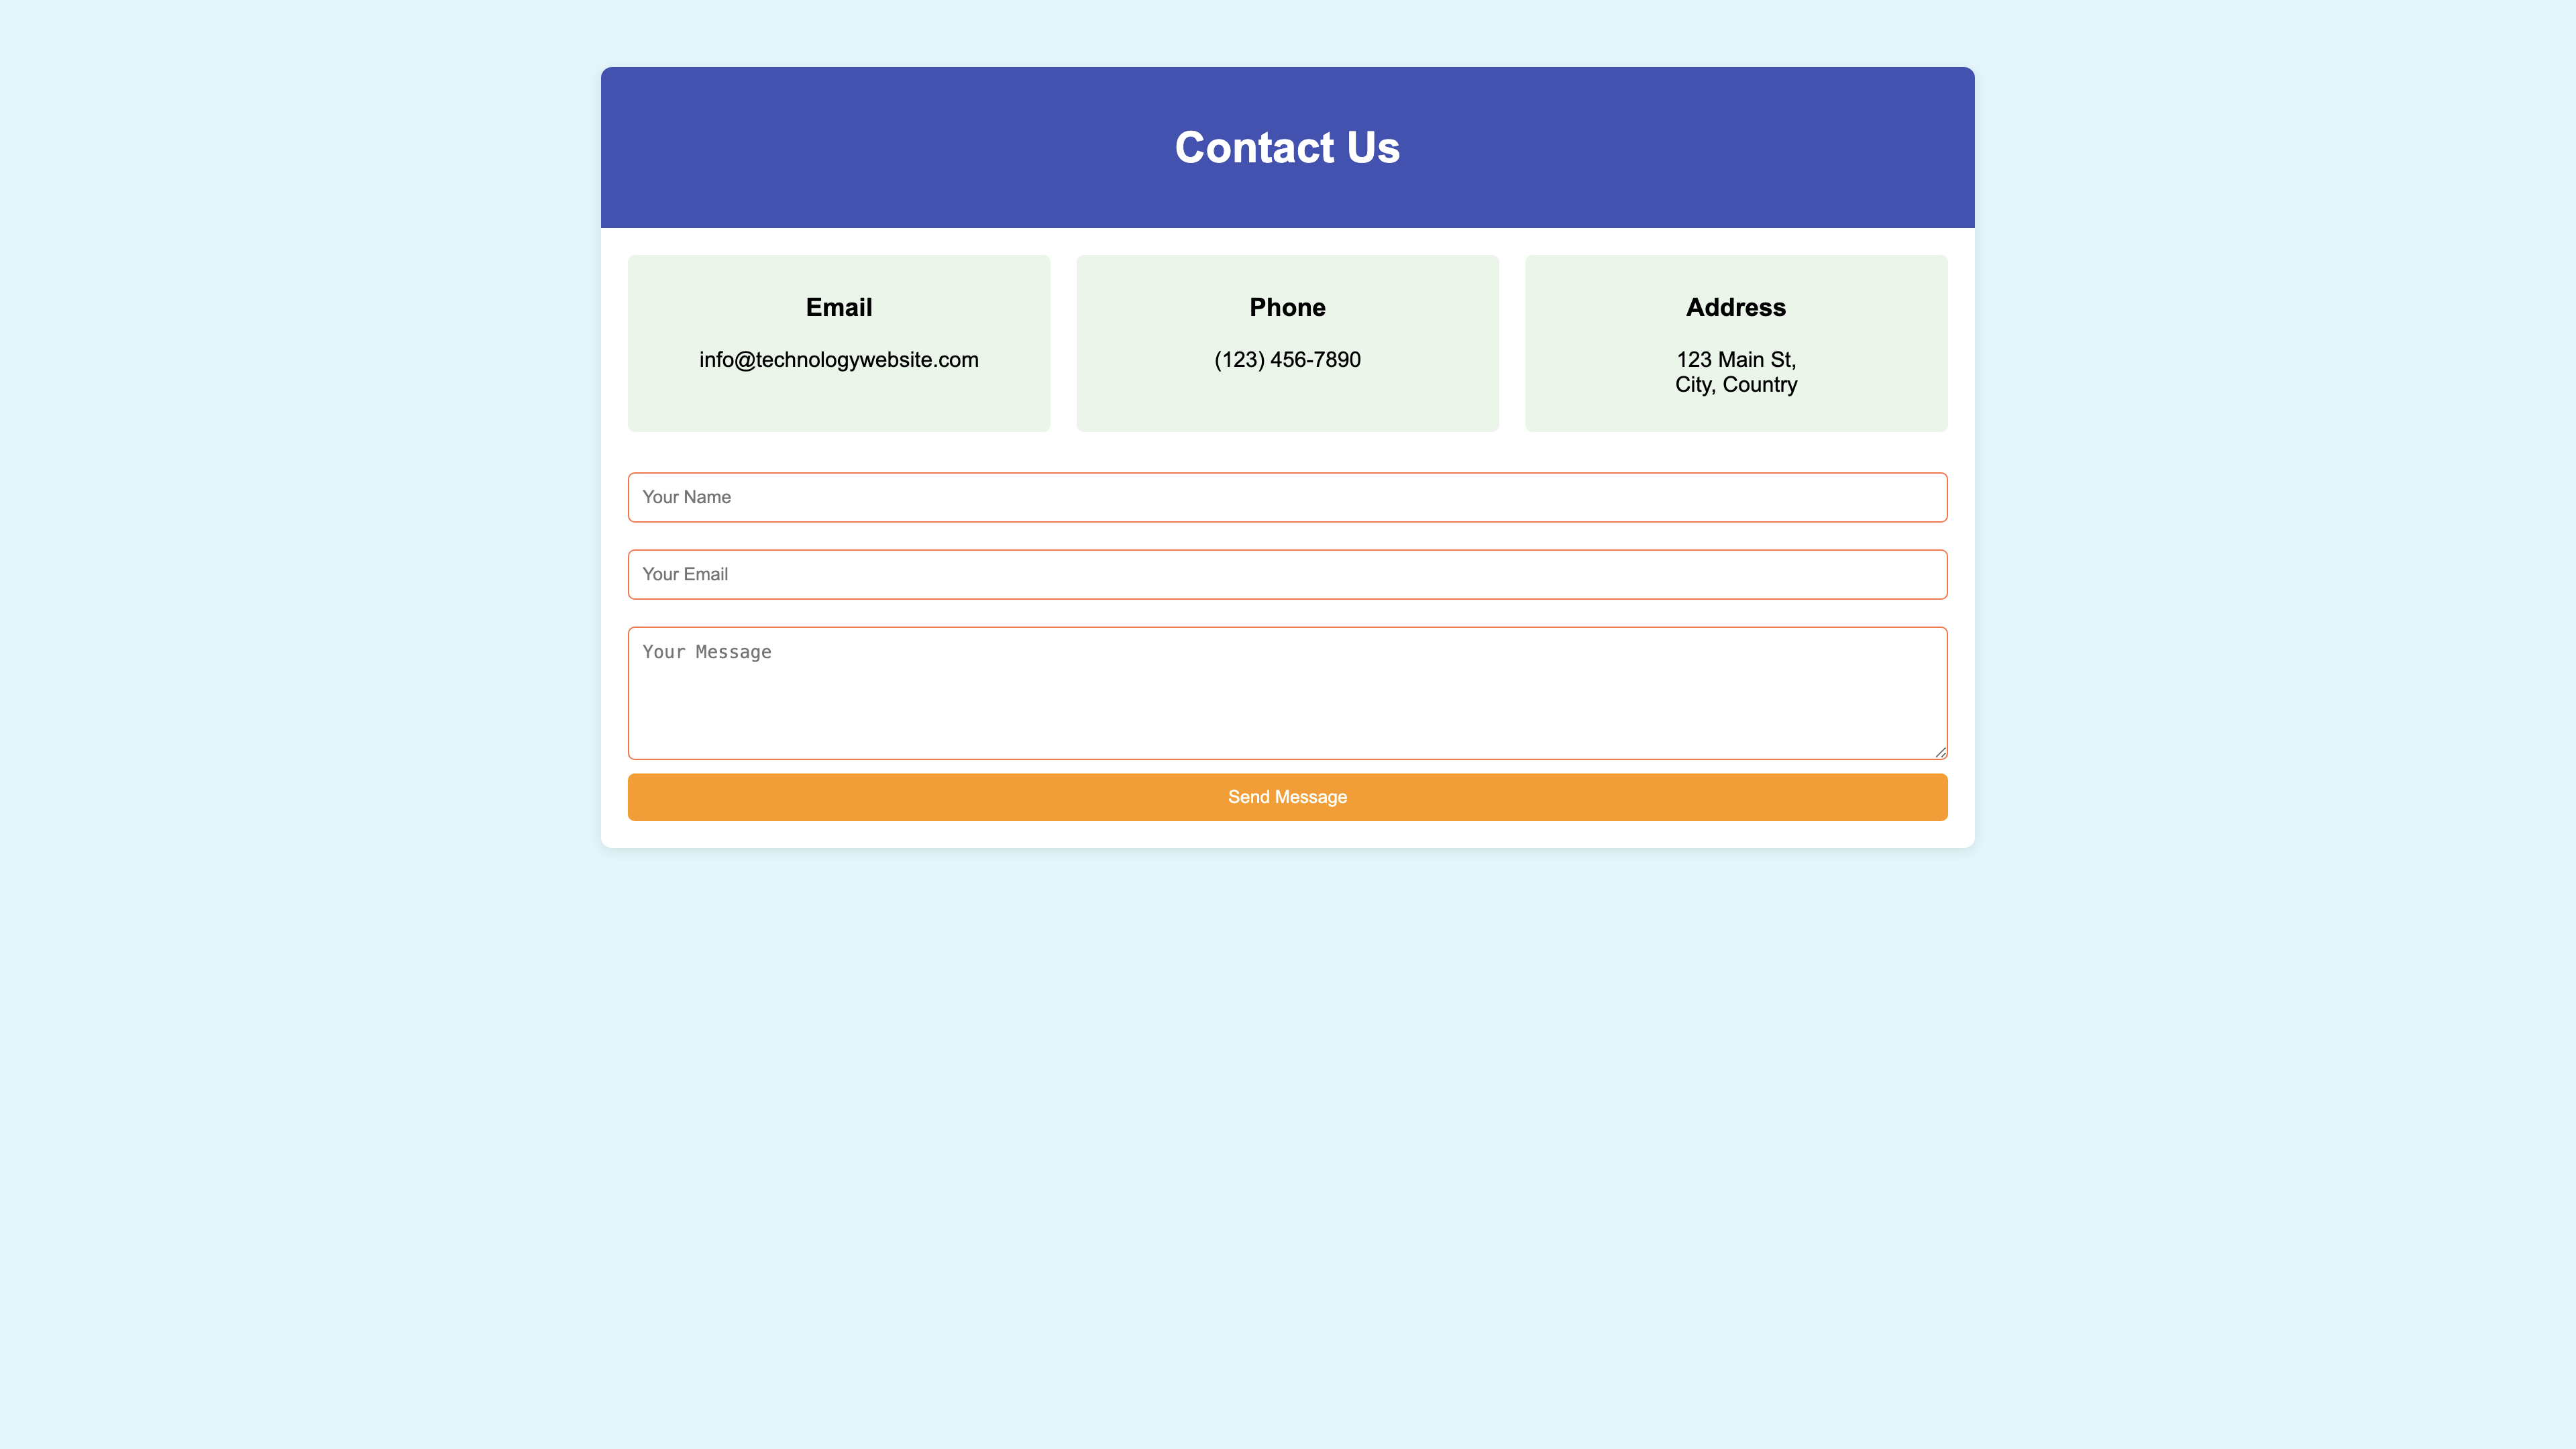 Contact Us
Email
info@technologywebsite.com
Phone
(123) 456-7890
Address
123 Main St,
City, Country
Your Name
Your Email
Your Message
Send Message